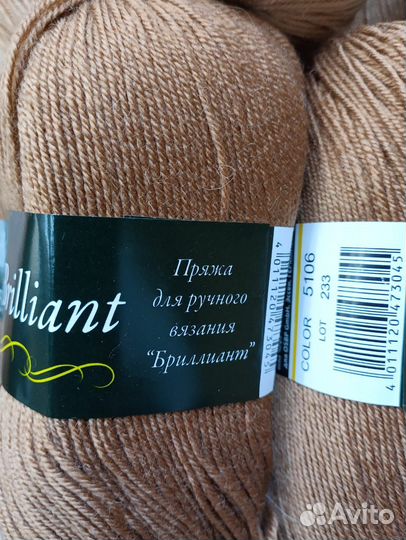 Brilliant
Пряжа
для ручного
вязания
"Бриллиант"
COLOR 5106
LOT 233
4 011120 473045
Avito